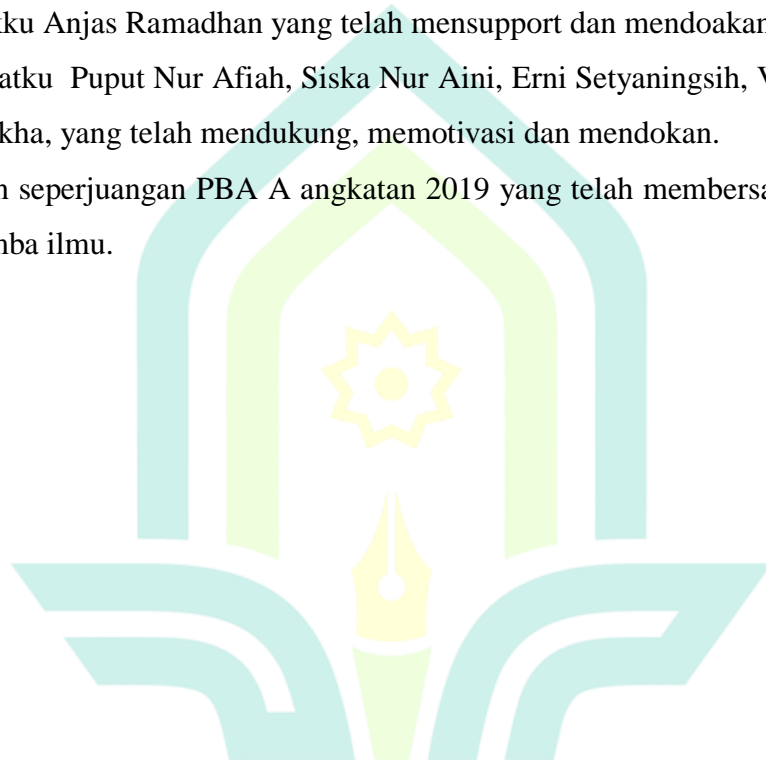 kku Anjas Ramadhan yang telah mensupport dan mendoakan
atku Puput Nur Afiah, Siska Nur Aini, Erni Setyaningsih, V
kha, yang telah mendukung, memotivasi dan mendokan.
n seperjuangan PBA A angkatan 2019 yang telah membersa
nba ilmu.